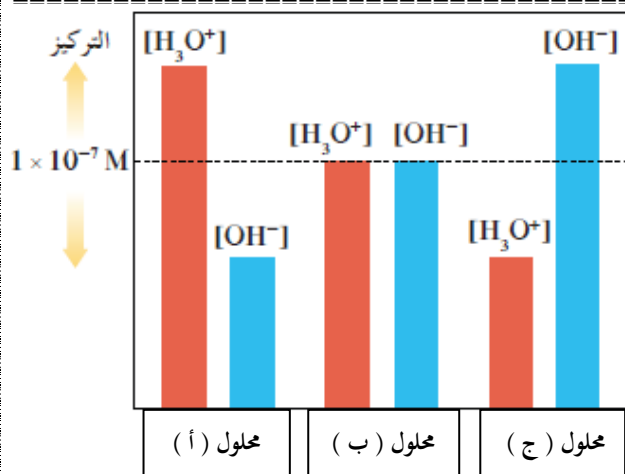 التركيز
[H₃O⁺]
[OH⁻]
[H₃O⁺] [OH⁻]
1 × 10⁻⁷ M
[OH⁻]
[H₃O⁺]
محلول ( أ )
محلول ( ب )
محلول ( ج )